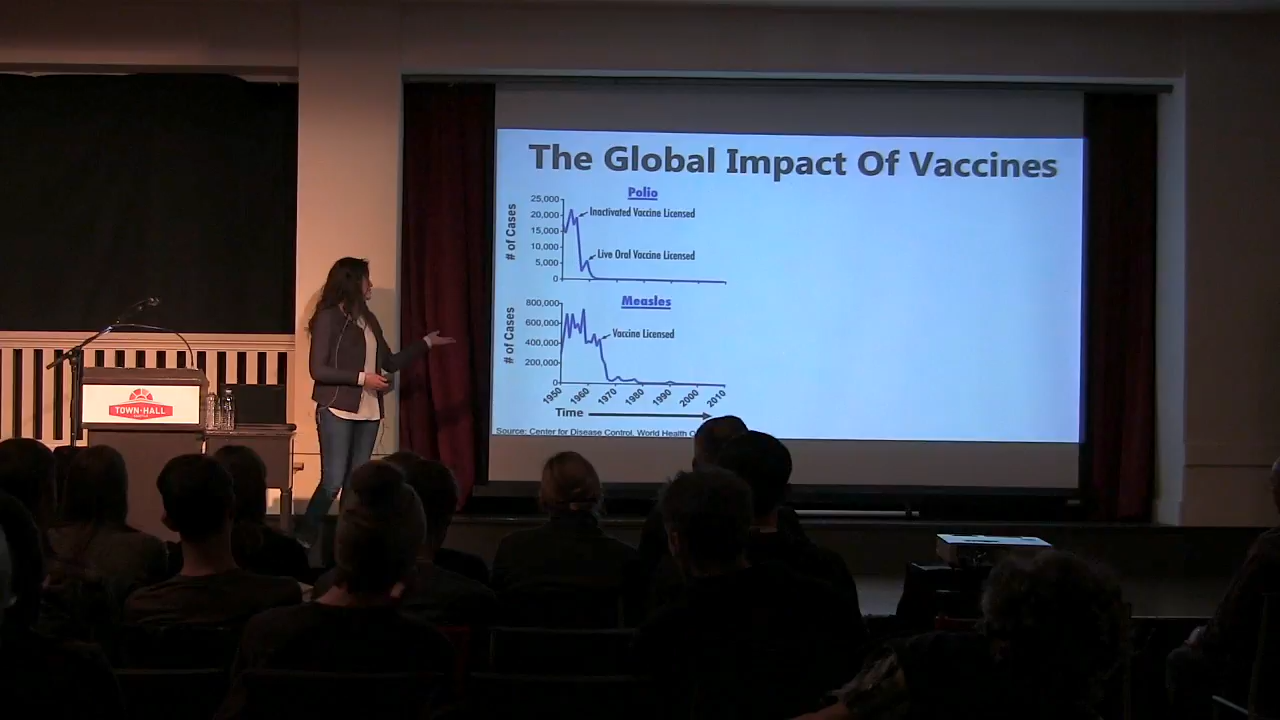 The Global Impact Of Vaccines
Polio
# of Cases
25,000
20,000
15,000
10,000
5,000
0
Inactivated Vaccine Licensed
Live Oral Vaccine Licensed
Measles
# of Cases
800,000
600,000
400,000
200,000
0
Vaccine Licensed
1950 1960 1970 1980 1990 2000 2010
Time
Source: Center for Disease Control, World Health
TOWN HALL